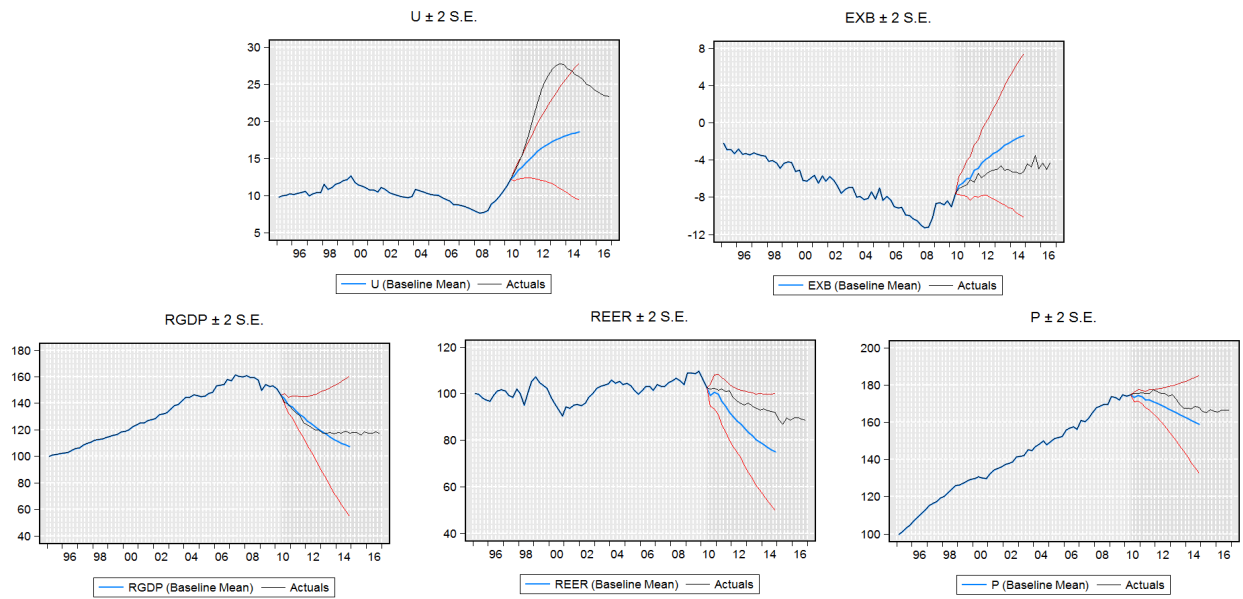 U ± 2 S.E.
30
25
20
15
10
5
96 98 00 02 04 06 08 10 12 14 16
U (Baseline Mean) Actuals
EXB ± 2 S.E.
8
4
0
-4
-8
-12
96 98 00 02 04 06 08 10 12 14 16
EXB (Baseline Mean) Actuals
RGDP ± 2 S.E.
180
160
140
120
100
80
60
40
96 98 00 02 04 06 08 10 12 14 16
RGDP (Baseline Mean) Actuals
REER ± 2 S.E.
120
100
80
60
40
96 98 00 02 04 06 08 10 12 14 16
REER (Baseline Mean) Actuals
P ± 2 S.E.
200
180
160
140
120
100
96 98 00 02 04 06 08 10 12 14 16
P (Baseline Mean) Actuals